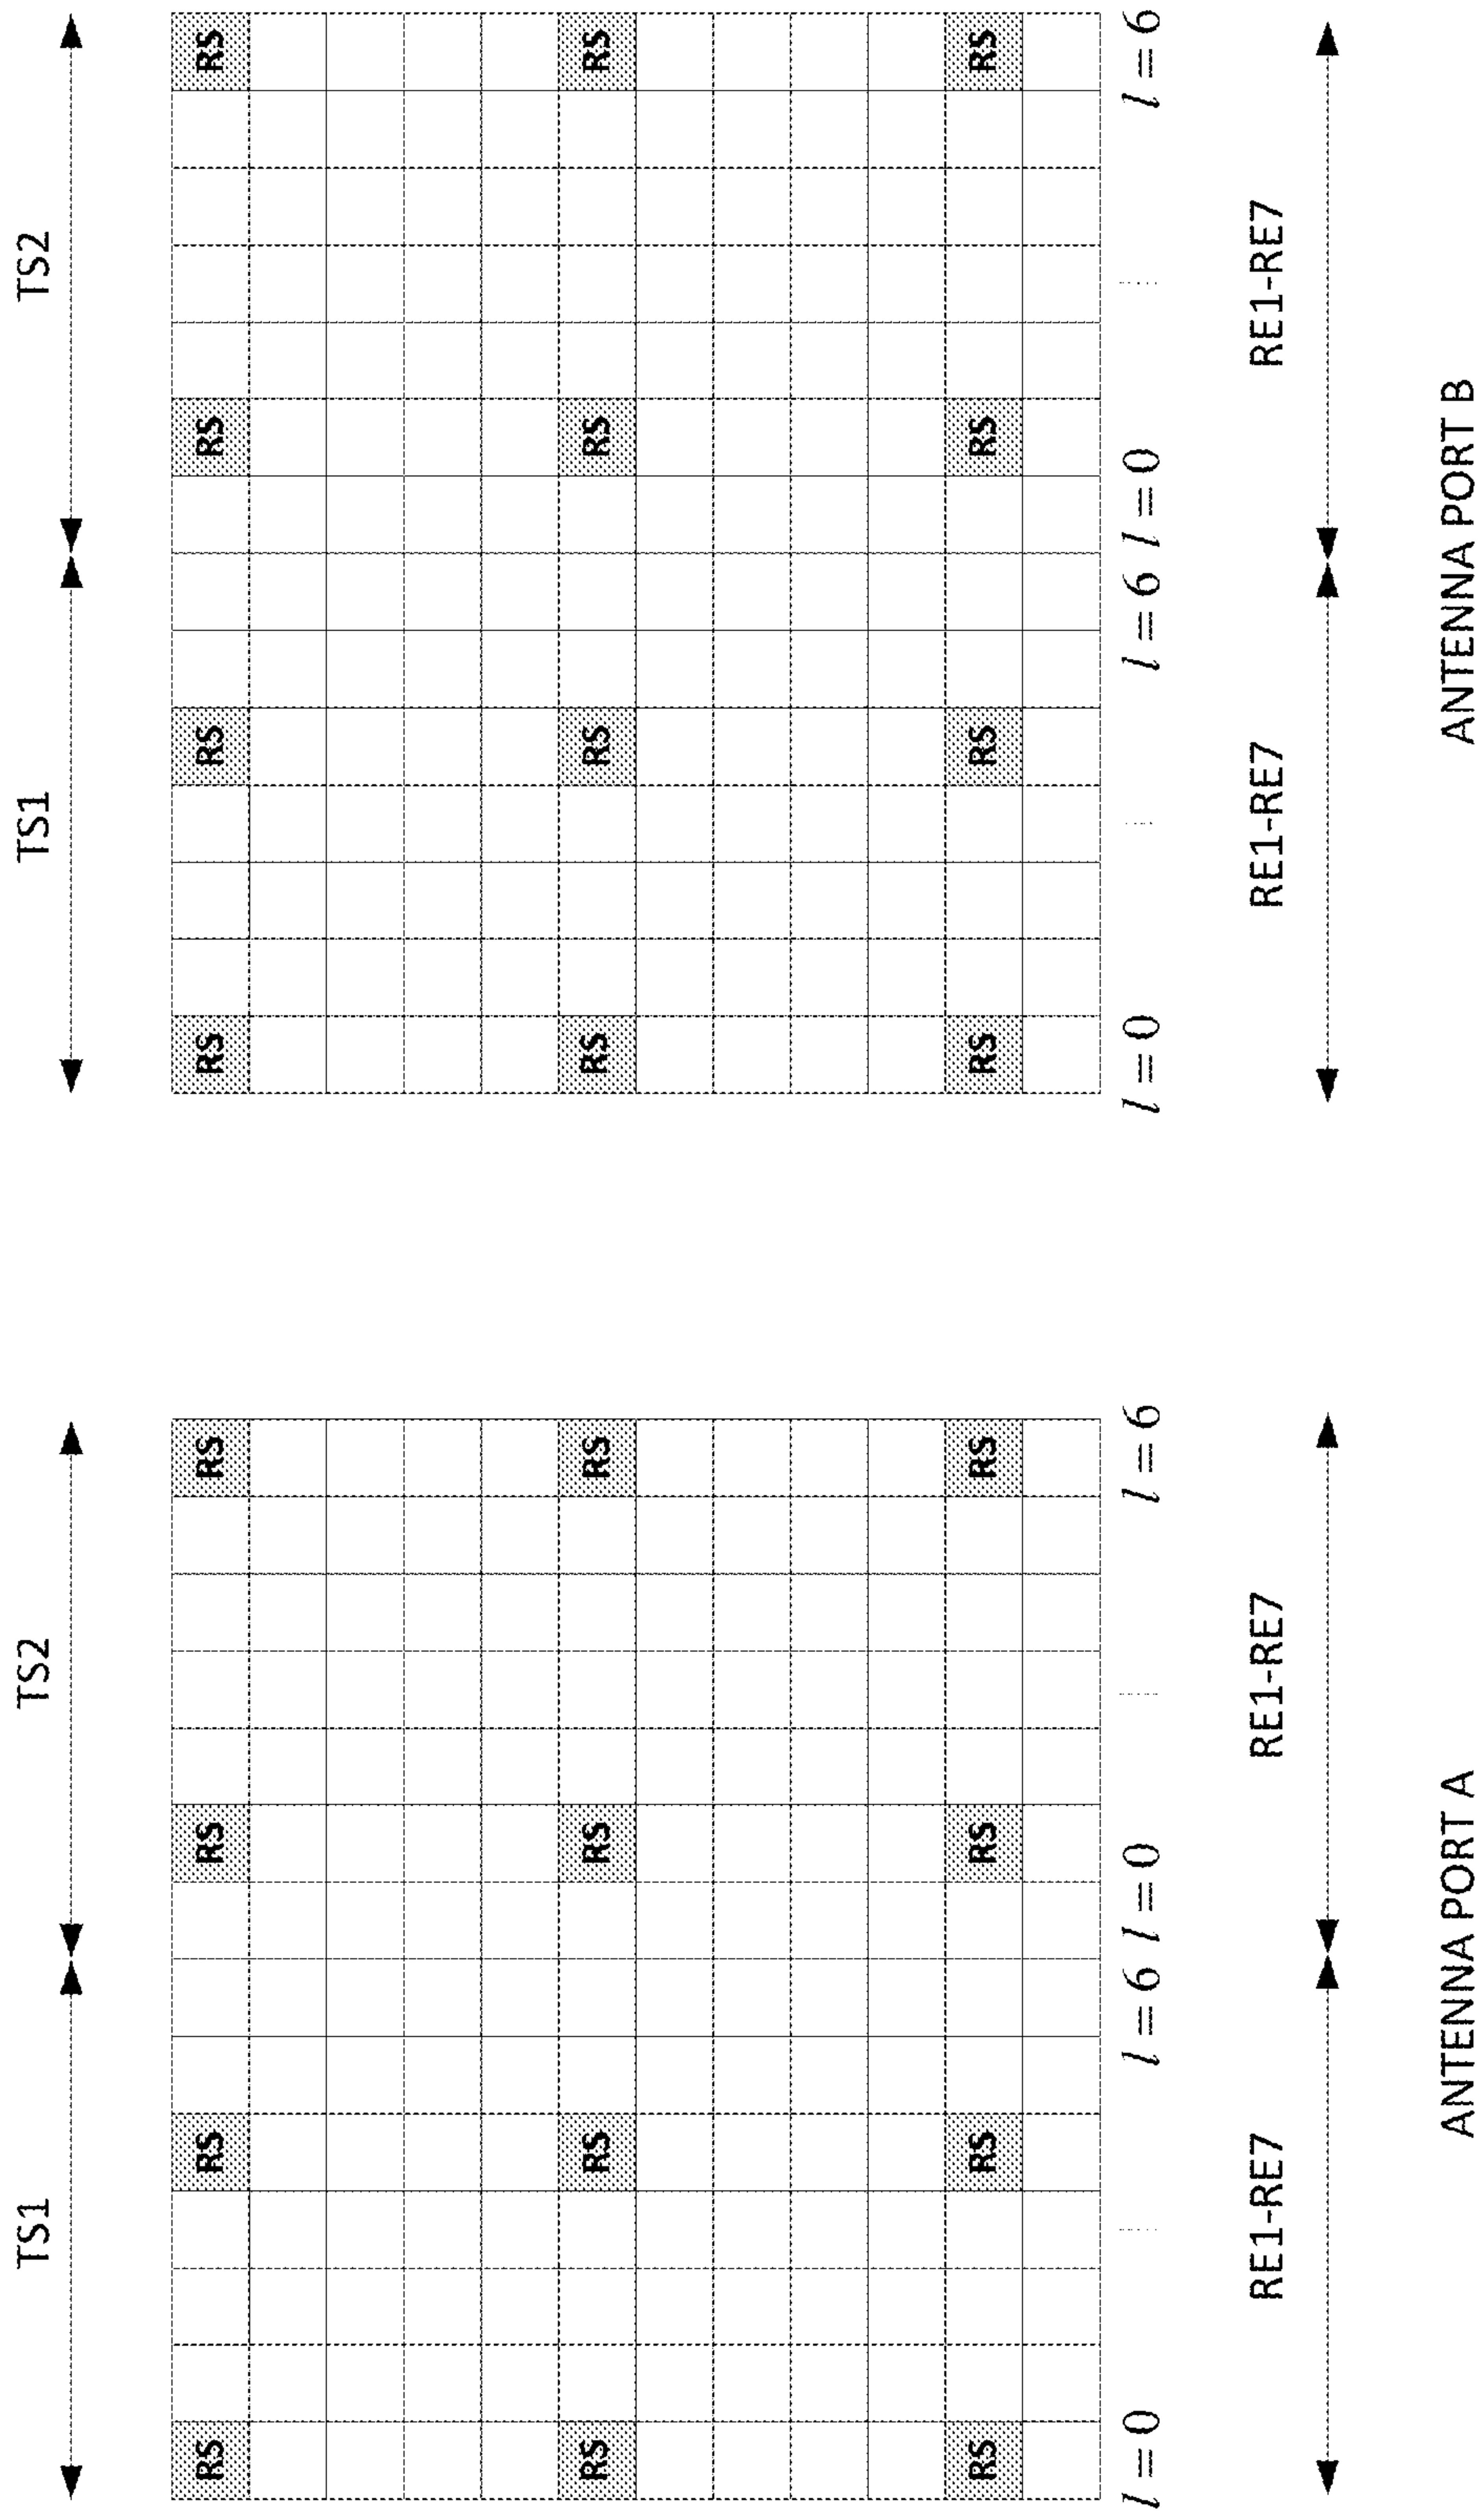 TS1 TS2 TS1 TS2
RS RS RS RS RS RS RS RS
RS RS RS RS RS RS RS RS
RS RS RS RS RS RS RS RS
l = 0 ⋮ l = 6 l = 0 ⋮ l = 6 l = 0 ⋮ l = 6 l = 0 ⋮ l = 6
RE1-RE7 RE1-RE7 RE1-RE7 RE1-RE7
ANTENNA PORT A ANTENNA PORT B